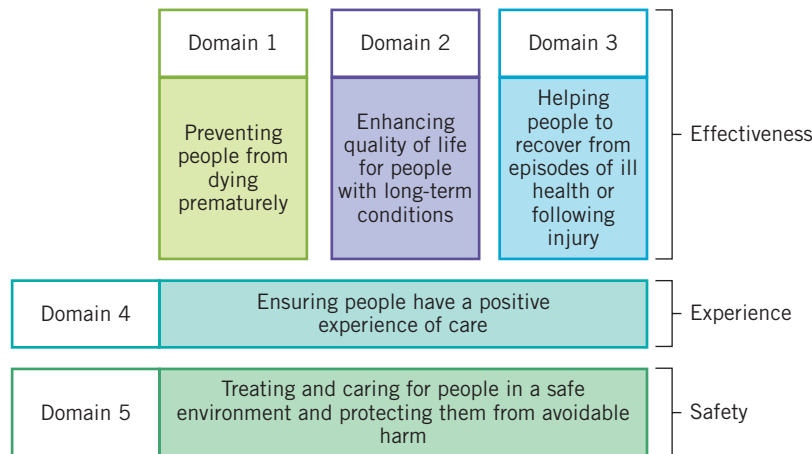 Domain 1
Preventing
people from
dying
prematurely
Domain 2
Enhancing
quality of life
for people
with long-term
conditions
Domain 3
Helping
people to
recover from
episodes of ill
health or
following
injury
Effectiveness
Domain 4
Ensuring people have a positive
experience of care
Experience
Domain 5
Treating and caring for people in a safe
environment and protecting them from avoidable
harm
Safety